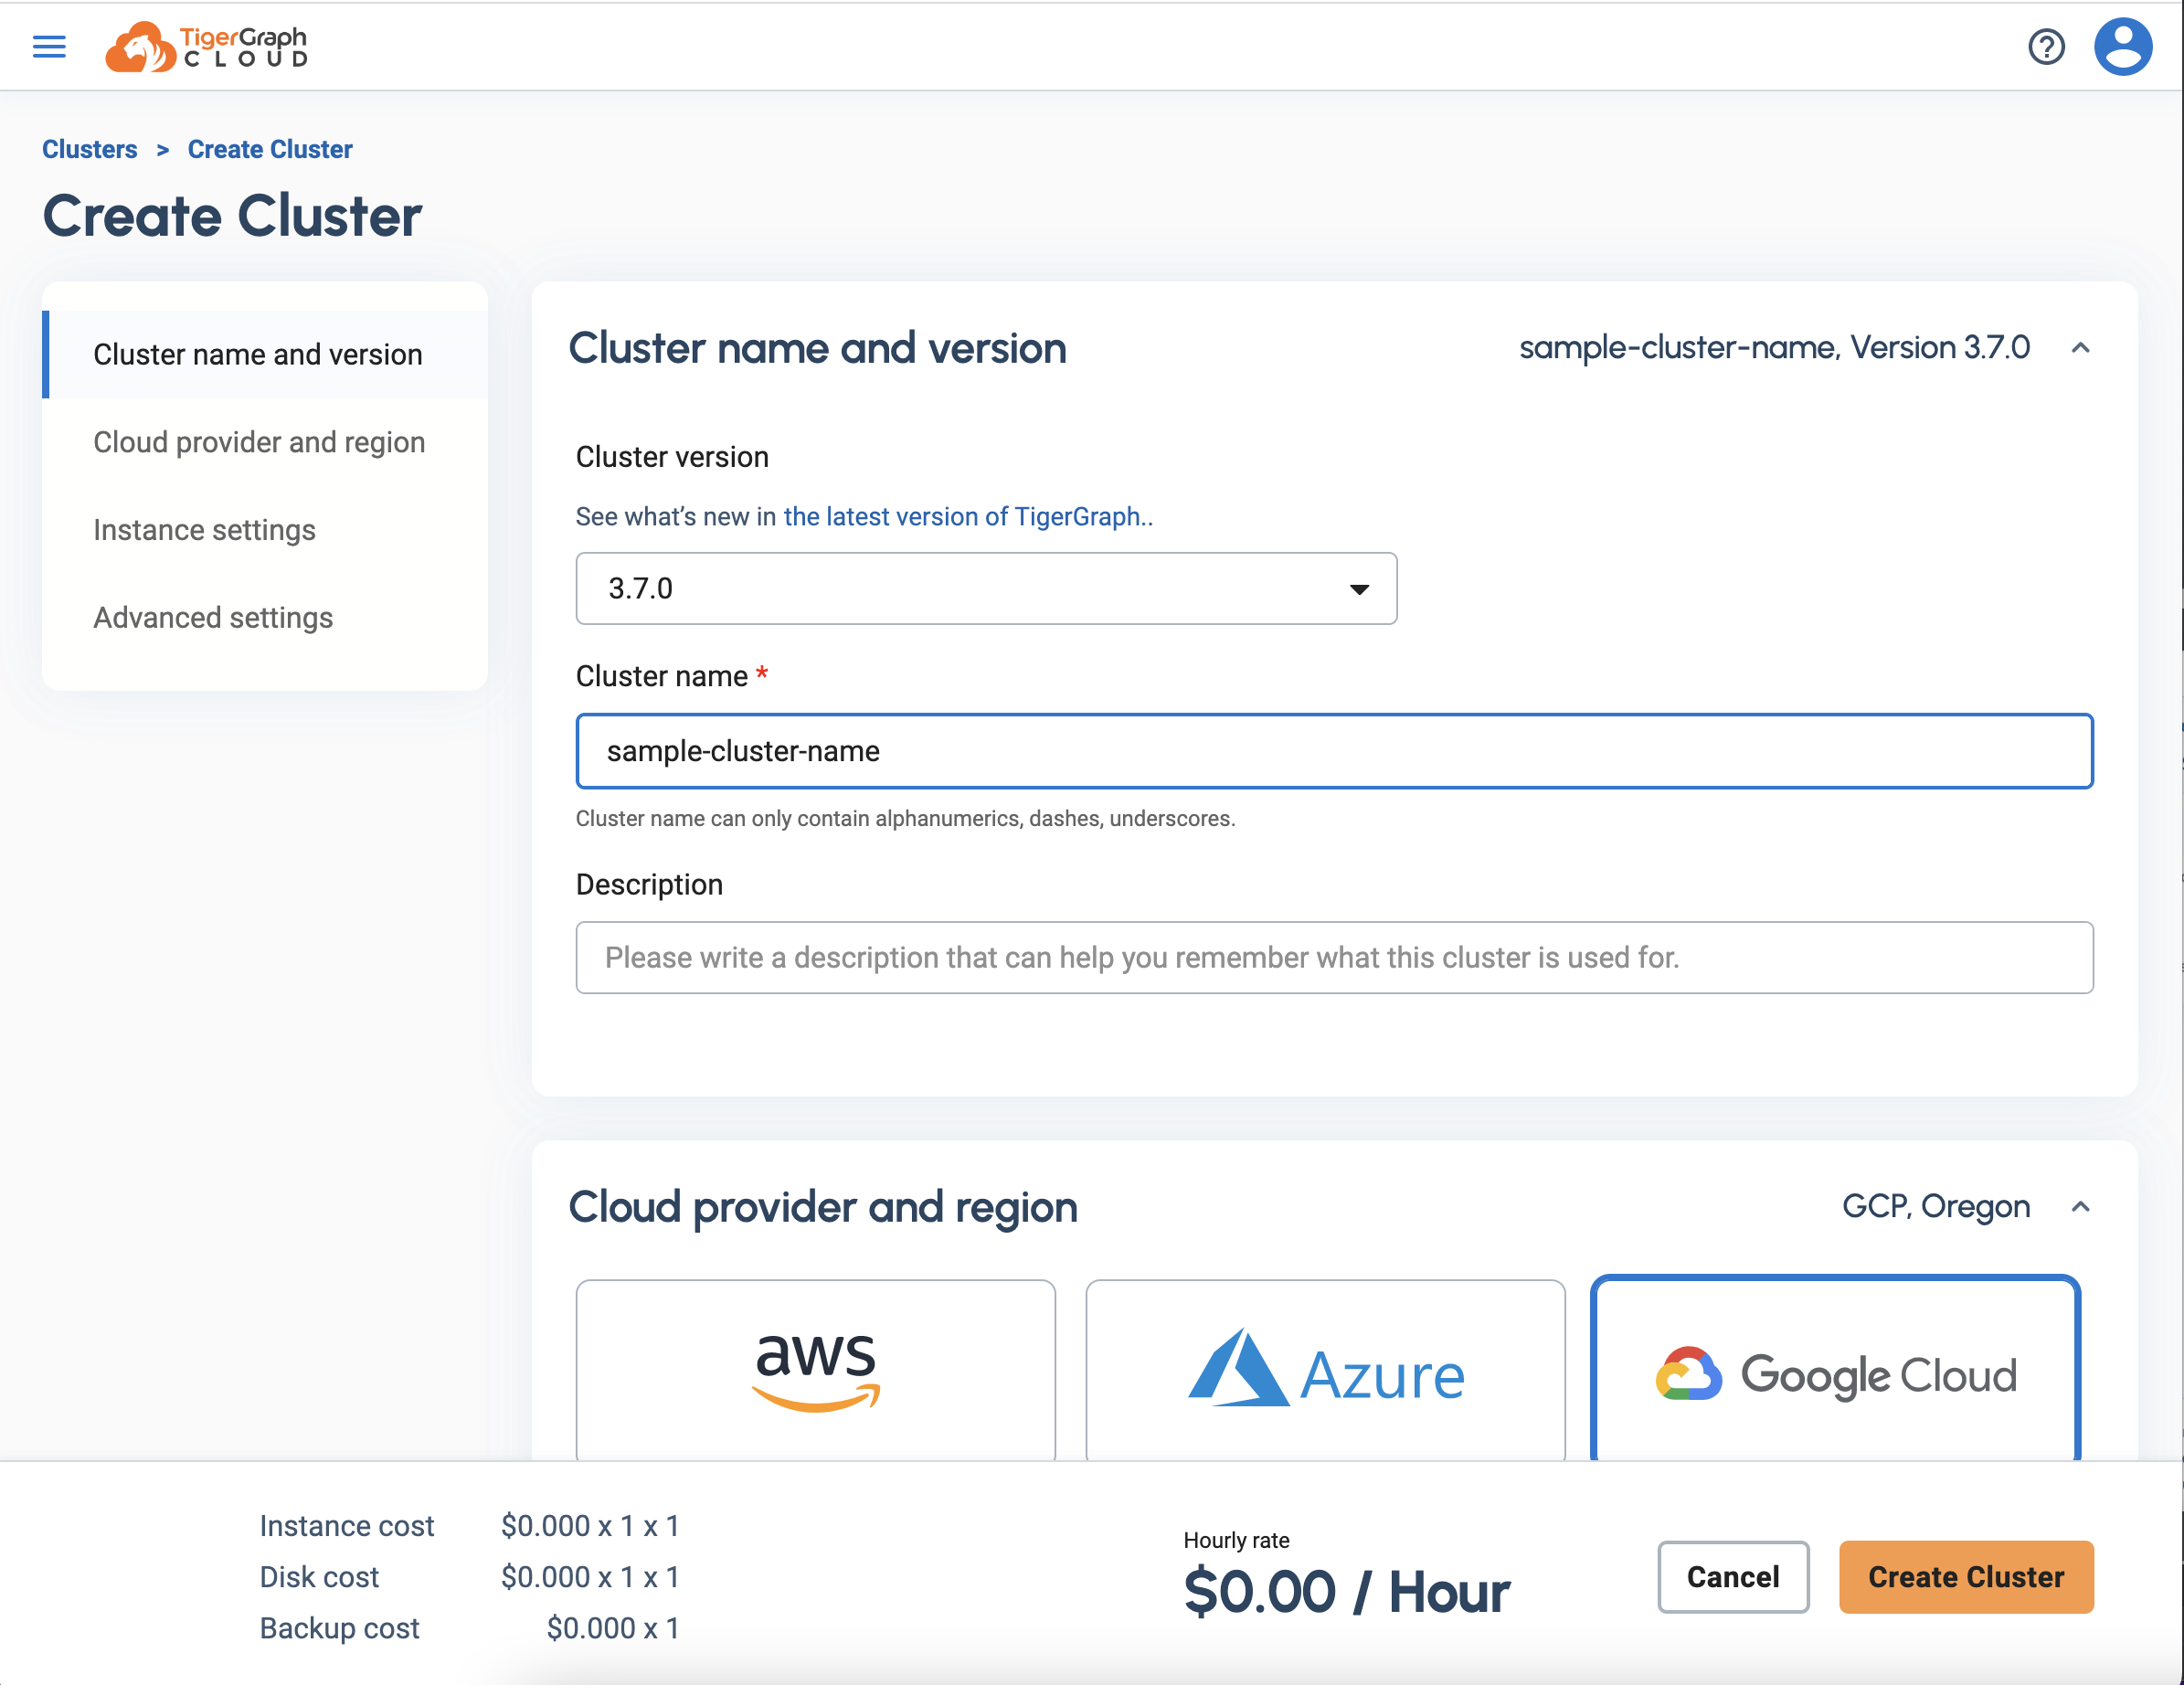 TigerGraph
CLOUD
Clusters > Create Cluster
Create Cluster
Cluster name and version
Cloud provider and region
Instance settings
Advanced settings
Cluster name and version
sample-cluster-name, Version 3.7.0
Cluster version
See what’s new in the latest version of TigerGraph..
3.7.0
Cluster name *
sample-cluster-name
Cluster name can only contain alphanumerics, dashes, underscores.
Description
Please write a description that can help you remember what this cluster is used for.
Cloud provider and region
GCP, Oregon
aws
Azure
Google Cloud
Instance cost $0.000 x 1 x 1
Disk cost $0.000 x 1 x 1
Backup cost $0.000 x 1
Hourly rate
$0.00 / Hour
Cancel
Create Cluster